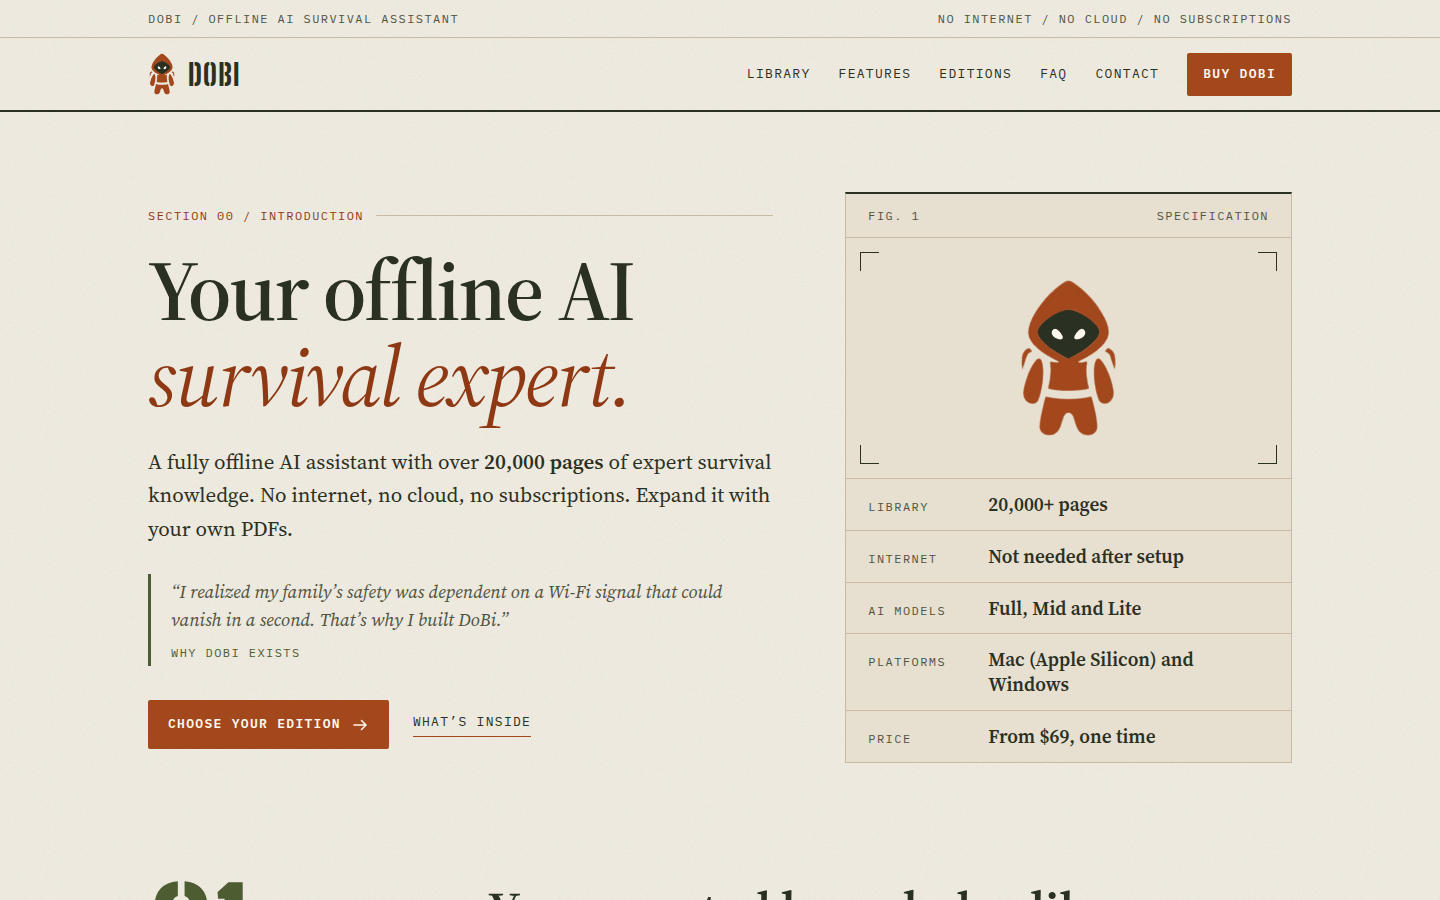 DOBI / OFFLINE AI SURVIVAL ASSISTANT
NO INTERNET / NO CLOUD / NO SUBSCRIPTIONS
DOBI
LIBRARY
FEATURES
EDITIONS
FAQ
CONTACT
BUY DOBI
SECTION 00 / INTRODUCTION
Your offline AI
survival expert.
A fully offline AI assistant with over 20,000 pages of expert survival
knowledge. No internet, no cloud, no subscriptions. Expand it with
your own PDFs.
“I realized my family’s safety was dependent on a Wi-Fi signal that could
vanish in a second. That’s why I built DoBi.”
WHY DOBI EXISTS
CHOOSE YOUR EDITION →
WHAT’S INSIDE
FIG. 1
SPECIFICATION
LIBRARY
20,000+ pages
INTERNET
Not needed after setup
AI MODELS
Full, Mid and Lite
PLATFORMS
Mac (Apple Silicon) and
Windows
PRICE
From $69, one time
01